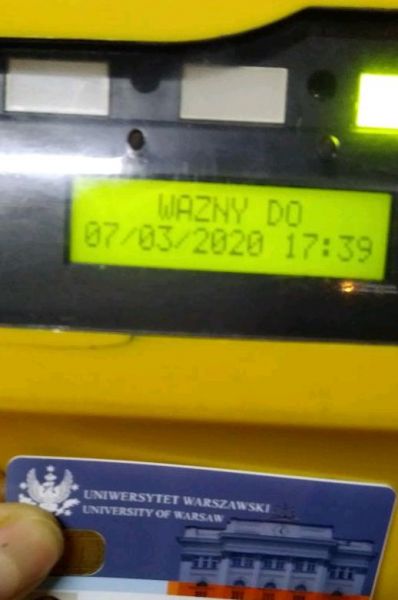 WAZNY DO
07/03/2020 17:39
UNIWERSYTET WARSZAWSKI
UNIVERSITY OF WARSAW